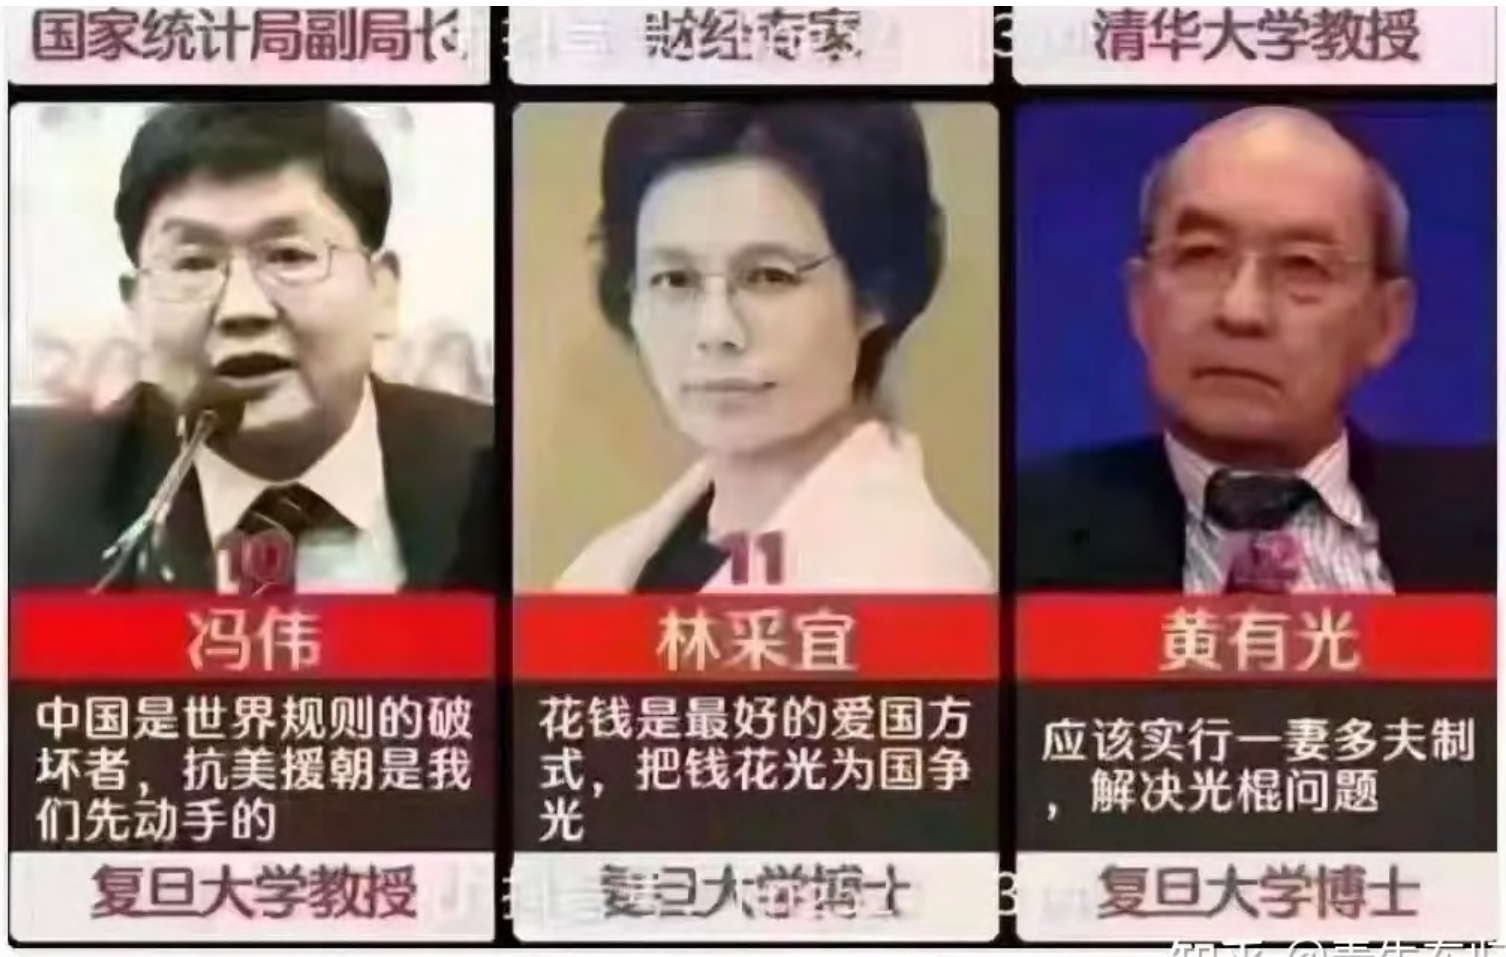 国家统计局副局长
财经专家
清华大学教授
10
11
12
冯伟
林采宜
黄有光
中国是世界规则的破
坏者，抗美援朝是我
们先动手的
花钱是最好的爱国方
式，把钱花光为国争
光
应该实行一妻多夫制
，解决光棍问题
复旦大学教授
复旦大学博士
复旦大学博士